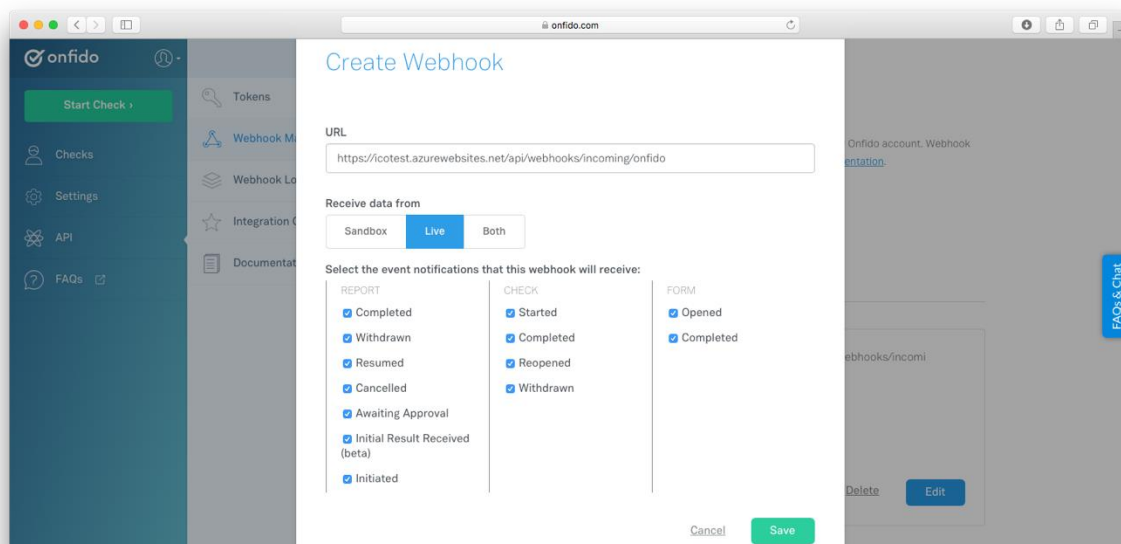 onfido.com
onfido
Start Check ›
Checks
Settings
API
FAQs
Tokens
Webhook Ma
Webhook Lo
Integration
Documentat
Create Webhook
URL
https://icotest.azurewebsites.net/api/webhooks/incoming/onfido
Receive data from
Sandbox Live Both
Select the event notifications that this webhook will receive:
REPORT
Completed
Withdrawn
Resumed
Cancelled
Awaiting Approval
Initial Result Received
(beta)
Initiated
CHECK
Started
Completed
Reopened
Withdrawn
FORM
Opened
Completed
Cancel Save
Onfido account. Webhook
entation.
ebhooks/incomi
Delete Edit
FAQs & Chat